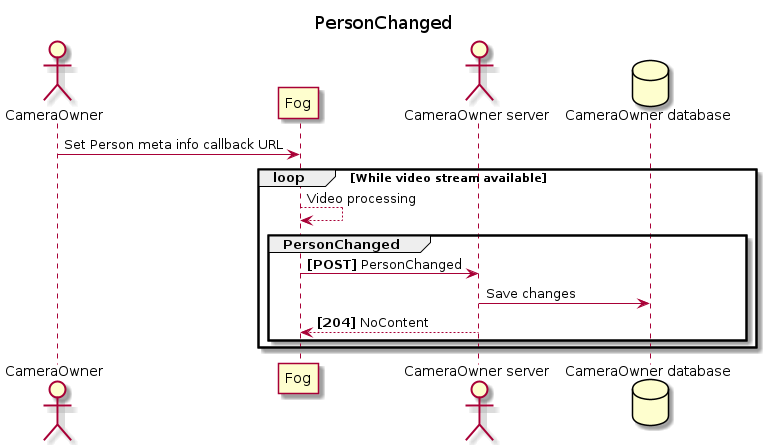 PersonChanged
CameraOwner
Fog
CameraOwner server
CameraOwner database
Set Person meta info callback URL
loop
[While video stream available]
Video processing
PersonChanged
[POST] PersonChanged
Save changes
[204] NoContent
CameraOwner
Fog
CameraOwner server
CameraOwner database